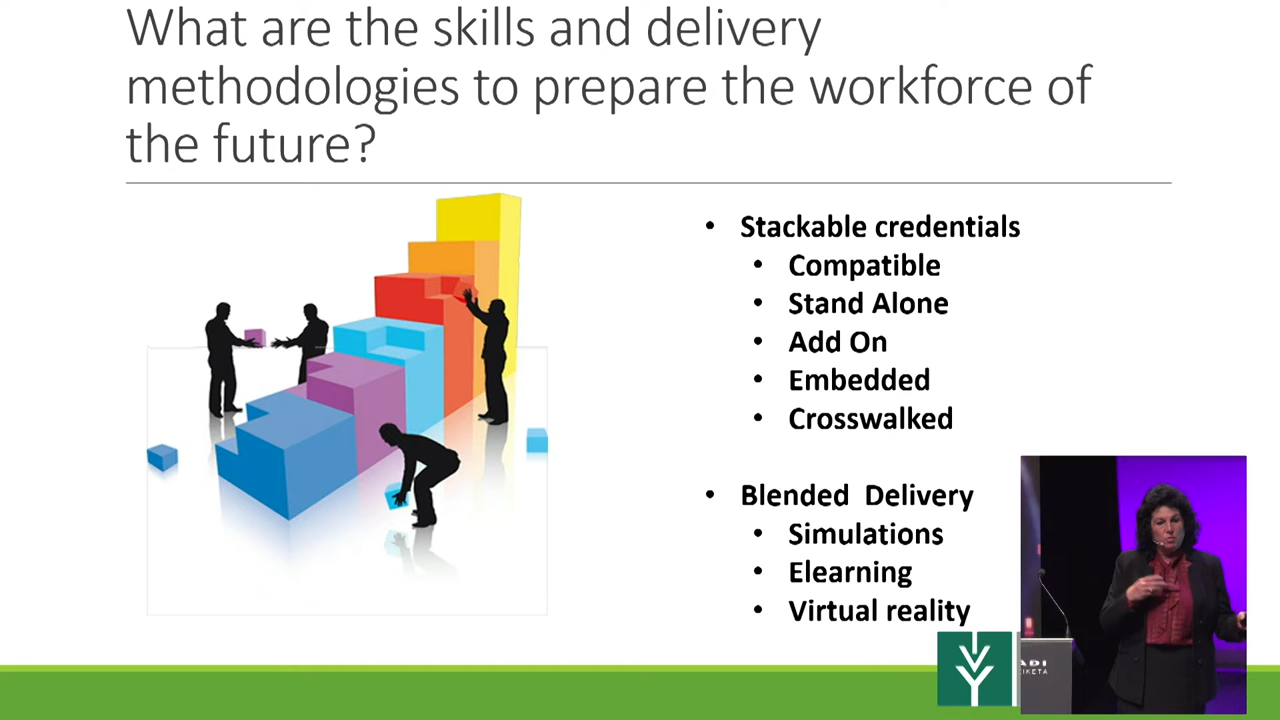 What are the skills and delivery
methodologies to prepare the workforce of
the future?
• Stackable credentials
• Compatible
• Stand Alone
• Add On
• Embedded
• Crosswalked
• Blended Delivery
• Simulations
• Elearning
• Virtual reality